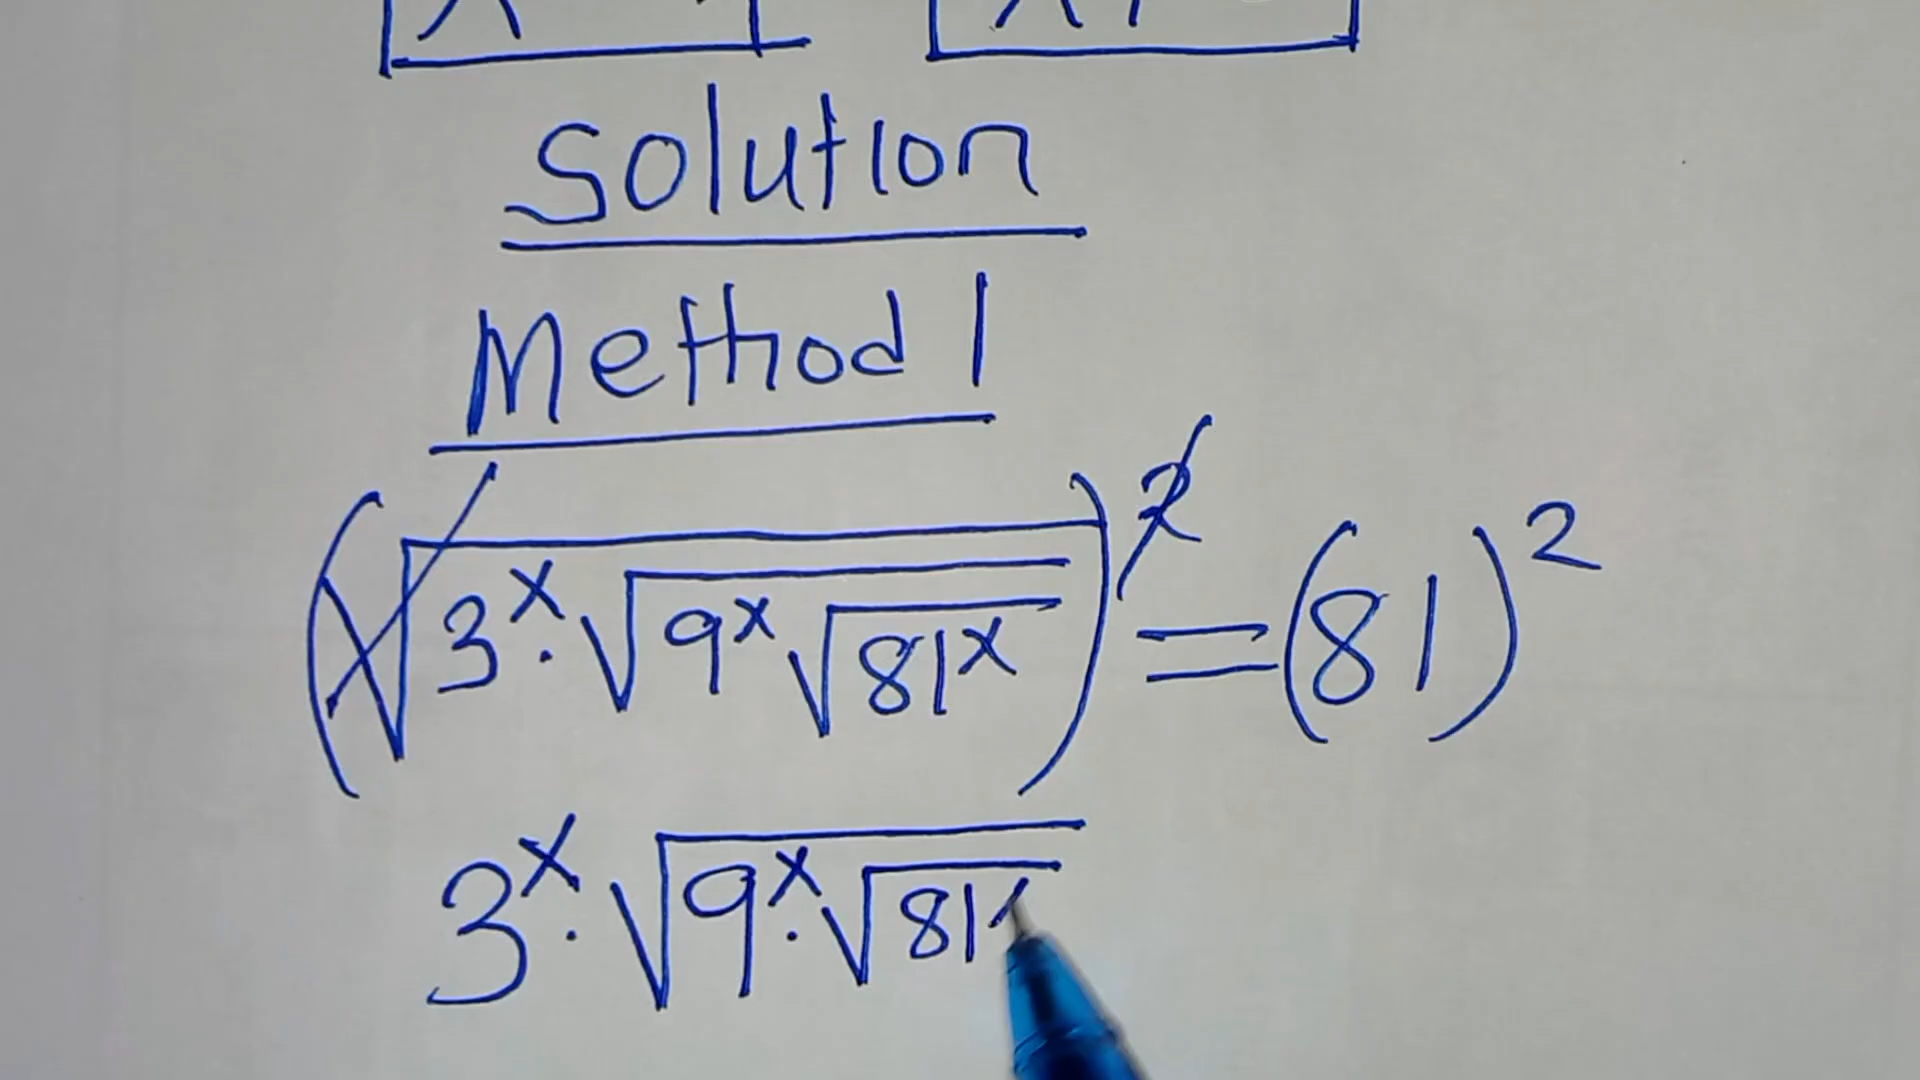 Solution
Method 1
(√(3^x·√(9^x√(81^x))))^2=(81)^2
3^x·√(9^x·√(81^x